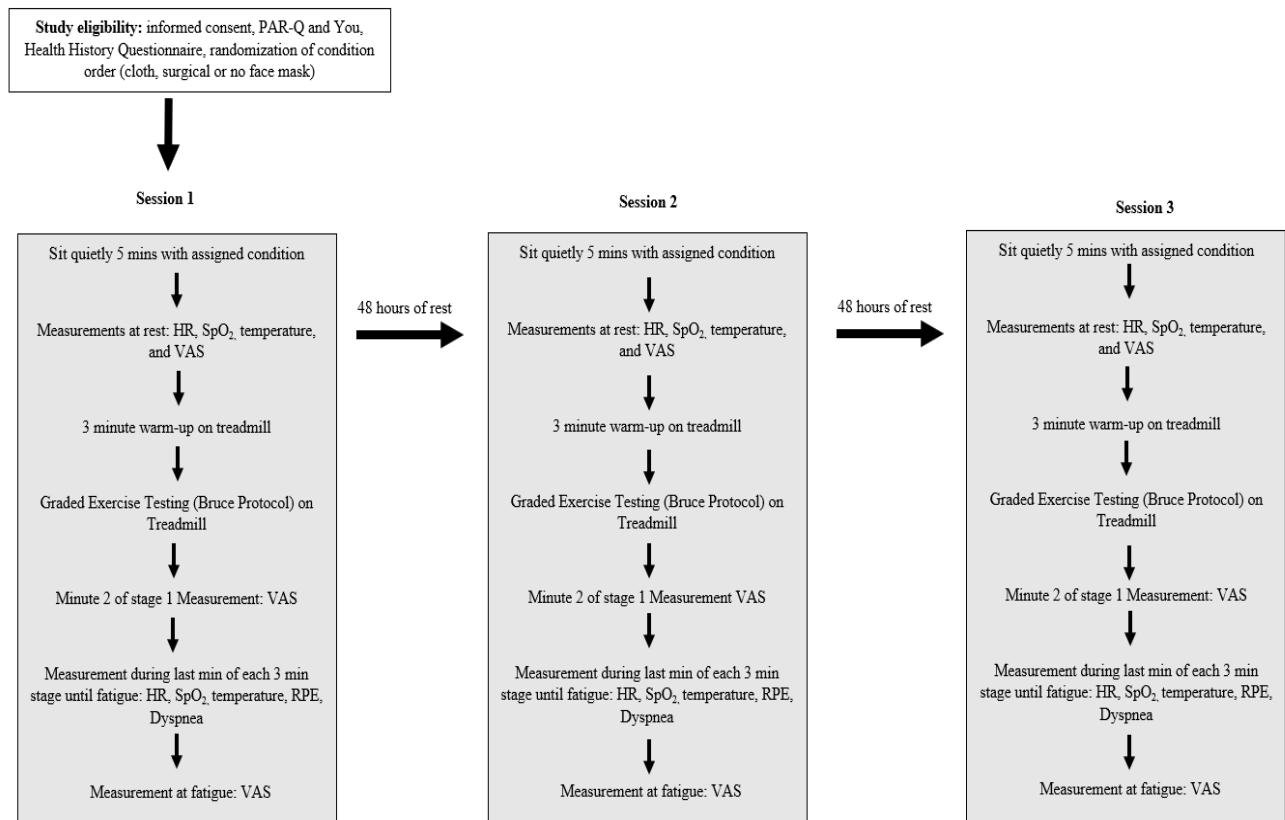 Study eligibility: informed consent, PAR-Q and You,
Health History Questionnaire, randomization of condition
order (cloth, surgical or no face mask)
Session 1
Sit quietly 5 mins with assigned condition
Measurements at rest: HR, SpO₂, temperature,
and VAS
3 minute warm-up on treadmill
Graded Exercise Testing (Bruce Protocol) on
Treadmill
Minute 2 of stage 1 Measurement: VAS
Measurement during last min of each 3 min
stage until fatigue: HR, SpO₂, temperature, RPE,
Dyspnea
Measurement at fatigue: VAS
48 hours of rest
Session 2
Sit quietly 5 mins with assigned condition
Measurements at rest: HR, SpO₂, temperature,
and VAS
3 minute warm-up on treadmill
Graded Exercise Testing (Bruce Protocol) on
Treadmill
Minute 2 of stage 1 Measurement VAS
Measurement during last min of each 3 min
stage until fatigue: HR, SpO₂, temperature, RPE,
Dyspnea
Measurement at fatigue: VAS
48 hours of rest
Session 3
Sit quietly 5 mins with assigned condition
Measurements at rest: HR, SpO₂, temperature,
and VAS
3 minute warm-up on treadmill
Graded Exercise Testing (Bruce Protocol) on
Treadmill
Minute 2 of stage 1 Measurement: VAS
Measurement during last min of each 3 min
stage until fatigue: HR, SpO₂, temperature, RPE,
Dyspnea
Measurement at fatigue: VAS